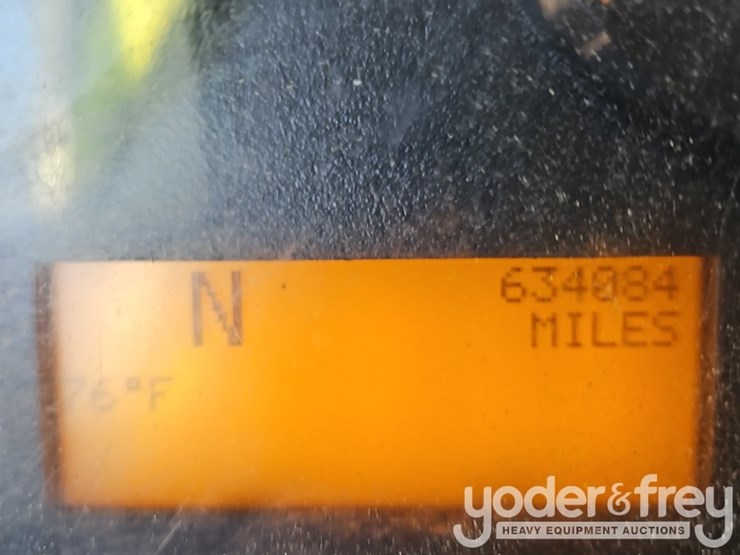 N
634084
MILES
76°F
yoder&frey
HEAVY EQUIPMENT AUCTIONS